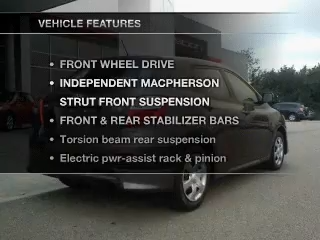 VEHICLE FEATURES
• FRONT WHEEL DRIVE
• INDEPENDENT MACPHERSON
STRUT FRONT SUSPENSION
• FRONT & REAR STABILIZER BARS
• Torsion beam rear suspension
• Electric pwr-assist rack & pinion